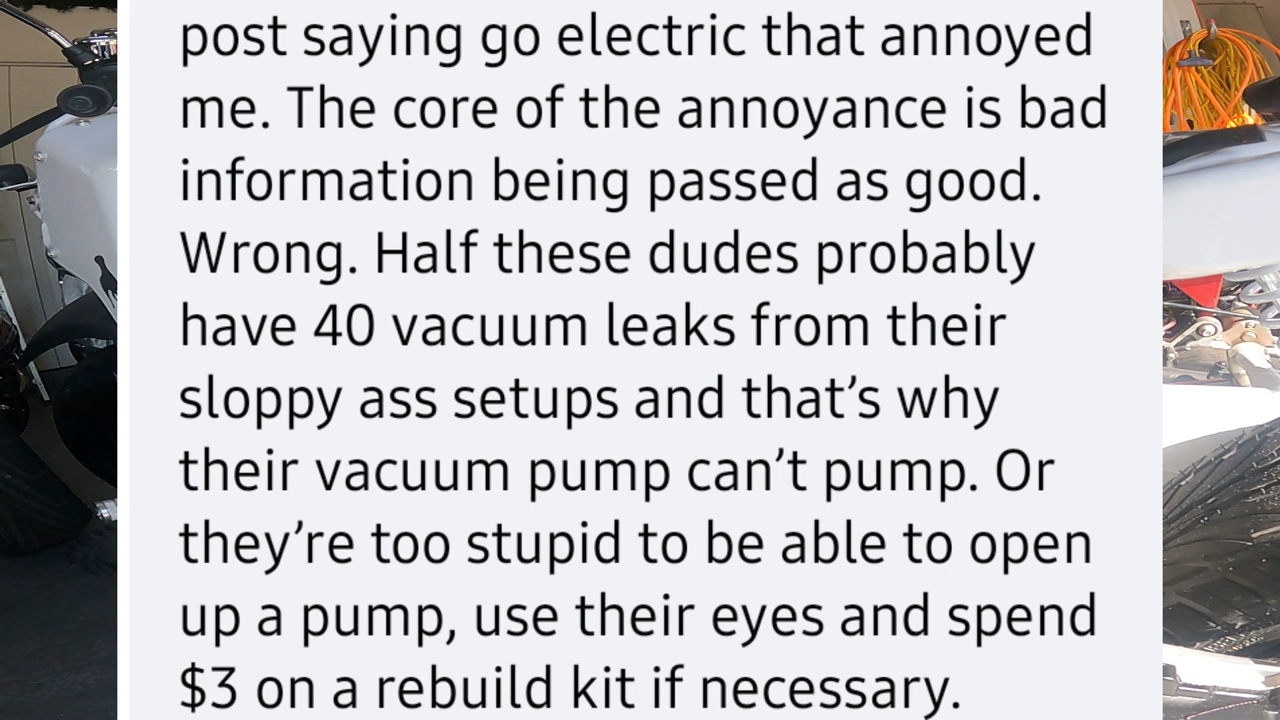 post saying go electric that annoyed
me. The core of the annoyance is bad
information being passed as good.
Wrong. Half these dudes probably
have 40 vacuum leaks from their
sloppy ass setups and that’s why
their vacuum pump can’t pump. Or
they’re too stupid to be able to open
up a pump, use their eyes and spend
$3 on a rebuild kit if necessary.